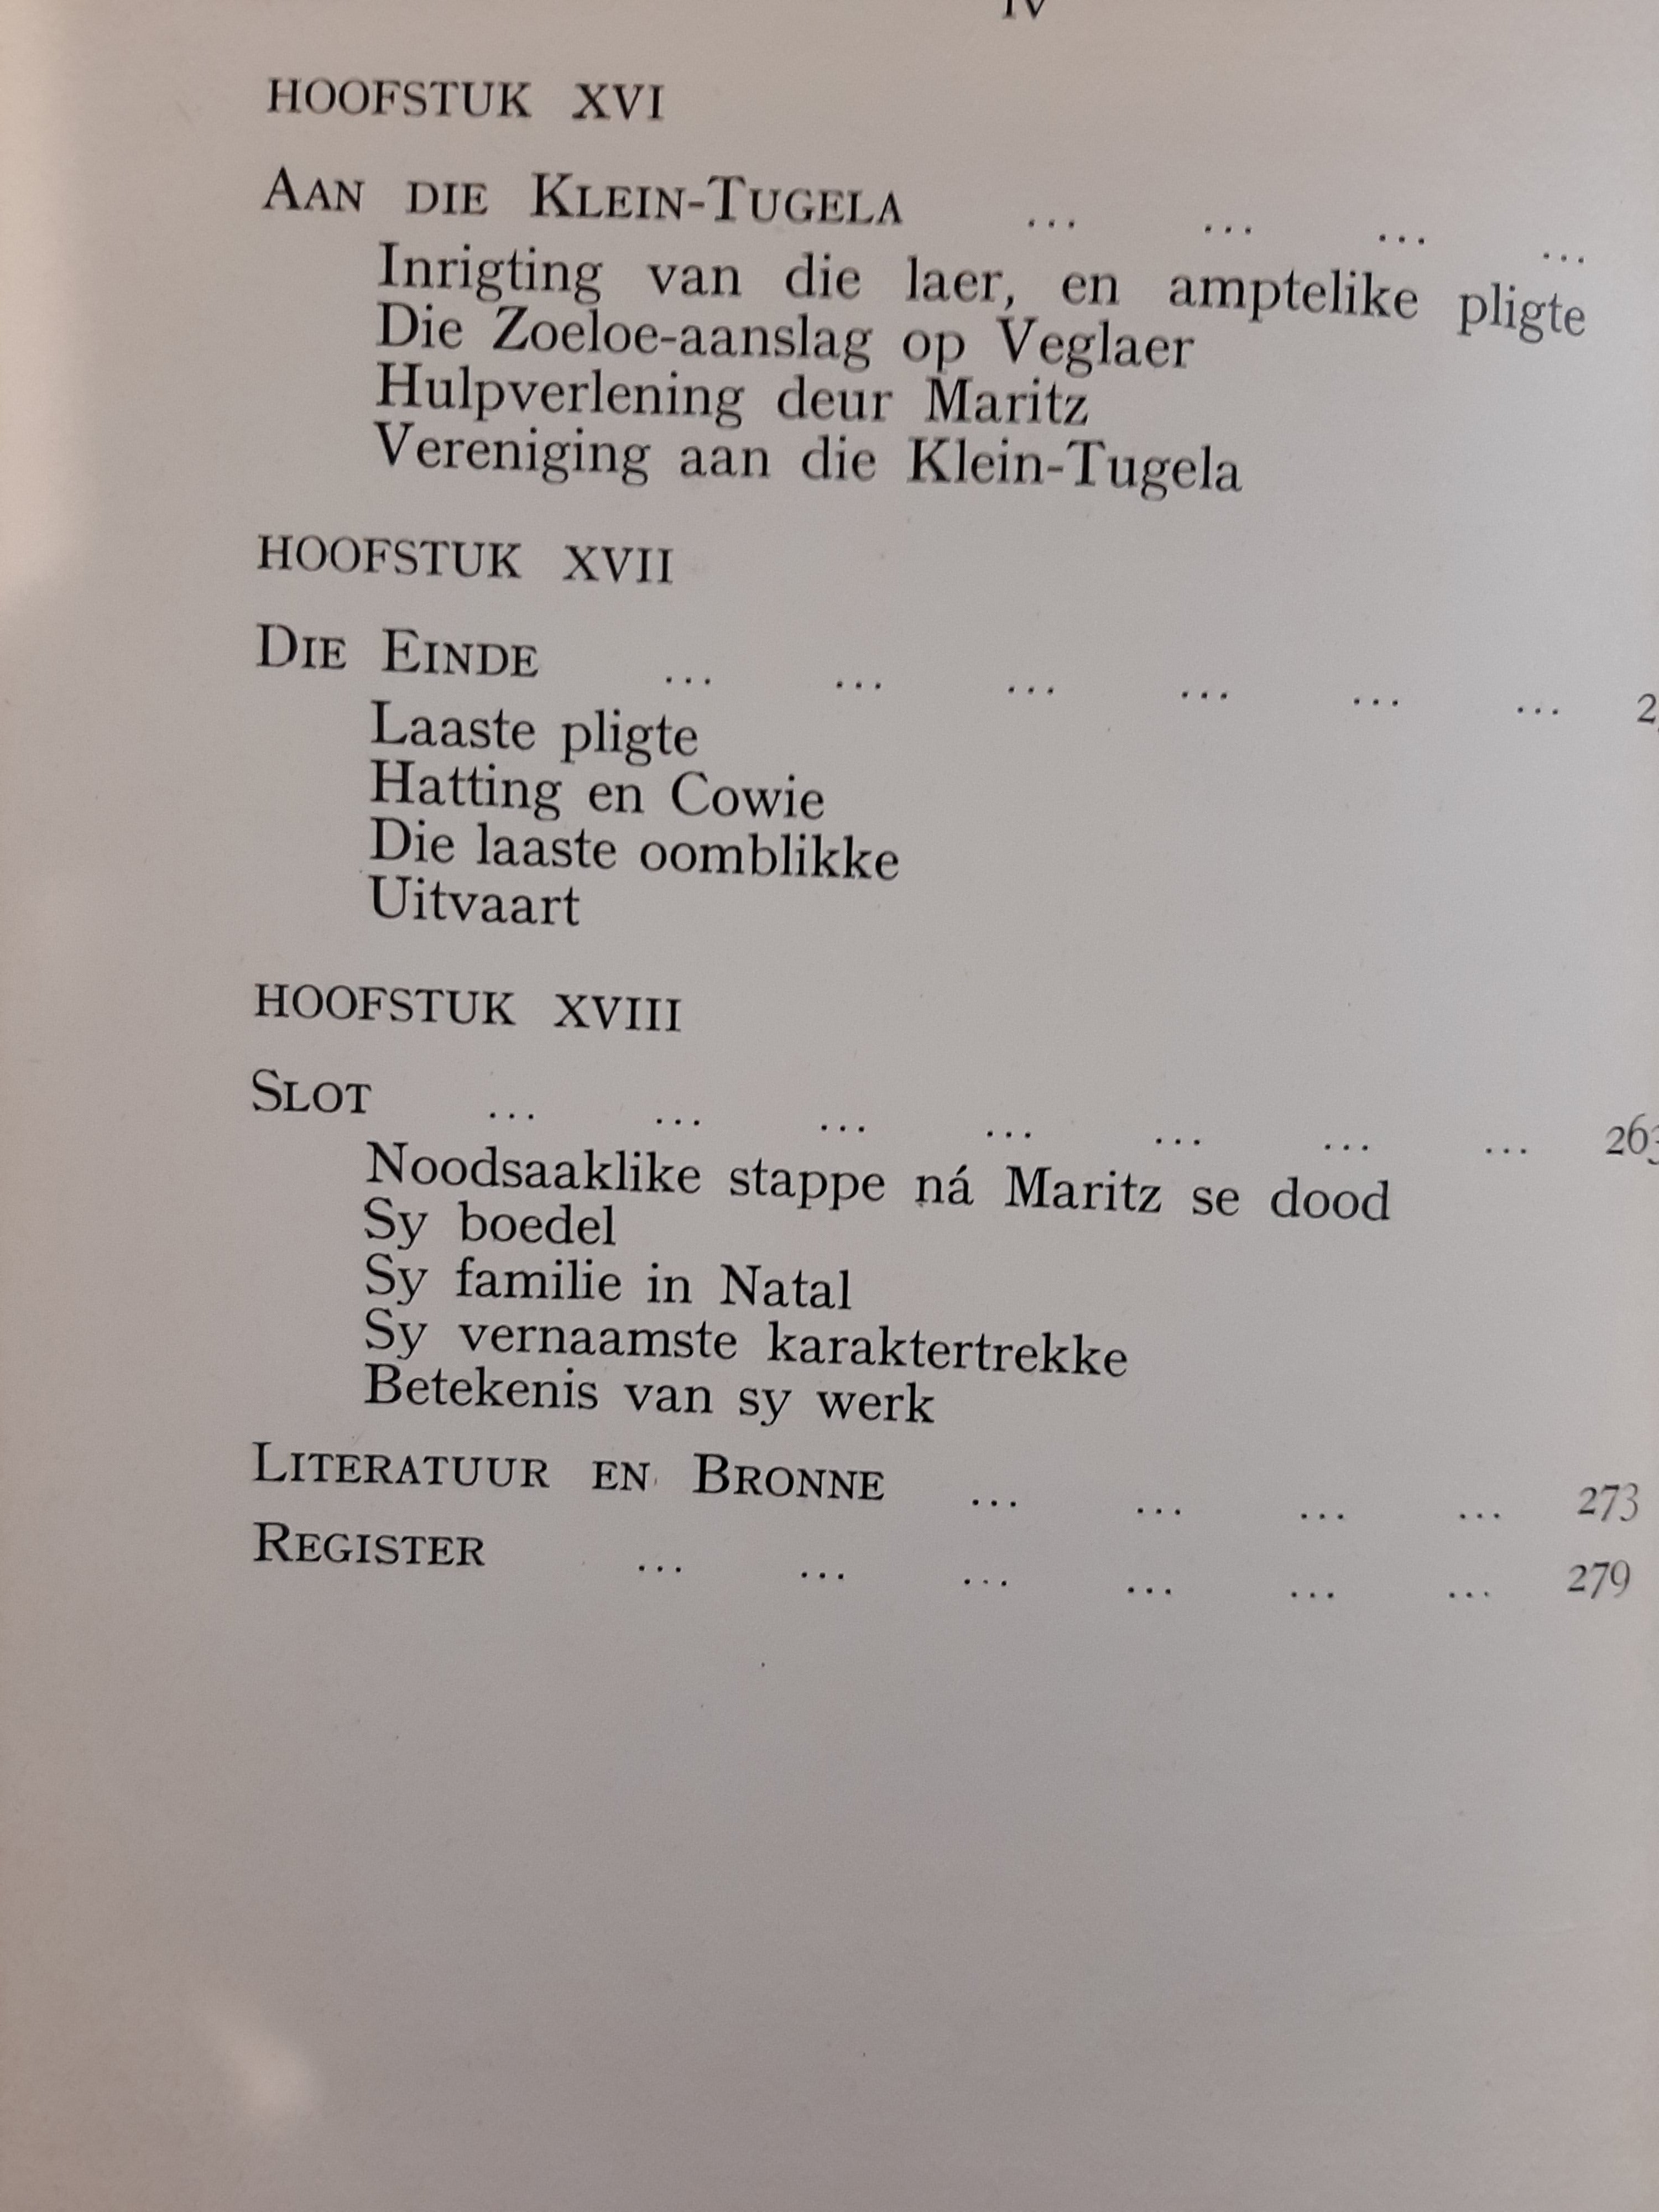 IV
HOOFSTUK XVI
AAN DIE KLEIN-TUGELA ... ... ... ...
Inrigting van die laer, en amptelike pligte
Die Zoeloe-aanslag op Veglaer
Hulpverlening deur Maritz
Vereniging aan die Klein-Tugela
HOOFSTUK XVII
DIE EINDE ... ... ... ... ... ...
Laaste pligte
Hatting en Cowie
Die laaste oomblikke
Uitvaart
HOOFSTUK XVIII
SLOT ... ... ... ... ... ... ... 263
Noodsaaklike stappe ná Maritz se dood
Sy boedel
Sy familie in Natal
Sy vernaamste karaktertrekke
Betekenis van sy werk
LITERATUUR EN BRONNE ... ... ... ... 273
REGISTER ... ... ... ... ... ... 279